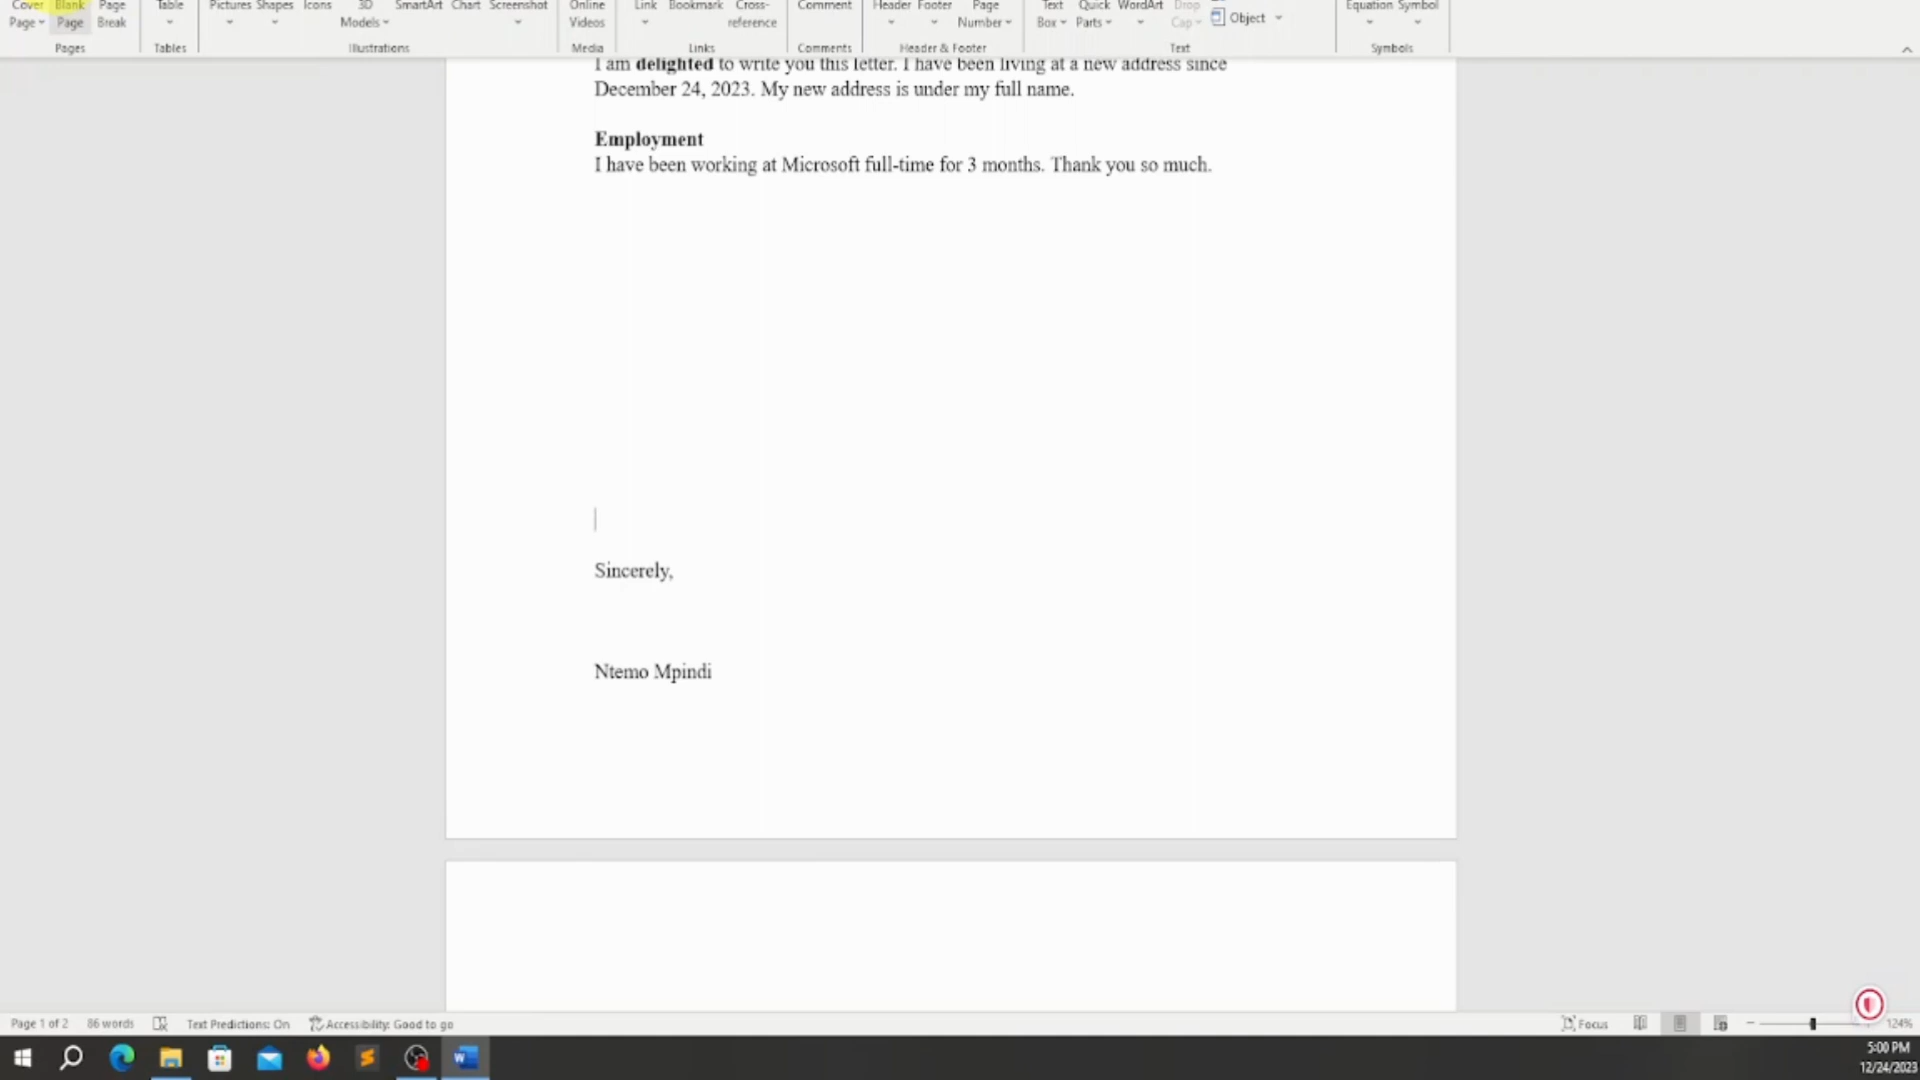 Cover Blank Page Table Pictures Shapes Icons 3D SmartArt Chart Screenshot Online Link Bookmark Cross- Comment Header Footer Page Text Quick WordArt Drop Equation Symbol
Page Page Break Models Videos reference Number Box Parts Cap Object
Pages Tables Illustrations Media Links Comments Header & Footer Text Symbols
I am delighted to write you this letter. I have been living at a new address since
December 24, 2023. My new address is under my full name.
Employment
I have been working at Microsoft full-time for 3 months. Thank you so much.
Sincerely,
Ntemo Mpindi
Page 1 of 2 86 words Text Predictions: On Accessibility: Good to go Focus 124%
5:00 PM
12/24/2023